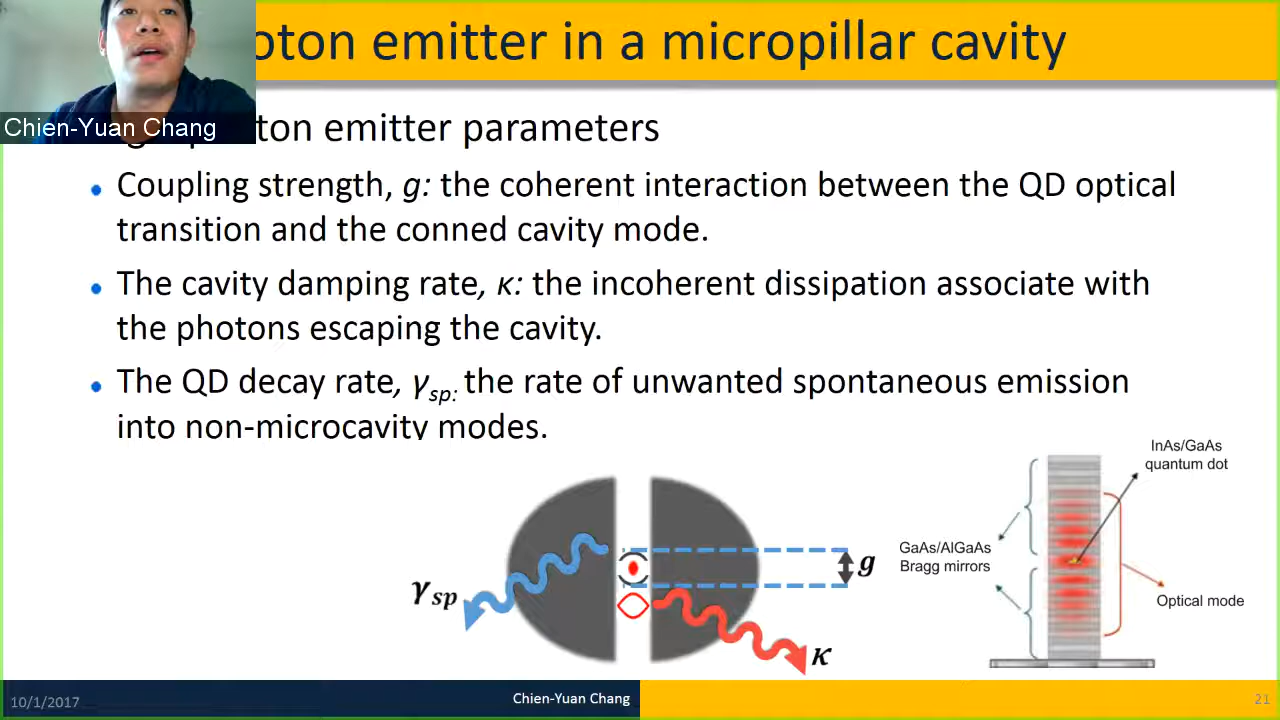 oton emitter in a micropillar cavity
Chien-Yuan Chang
ton emitter parameters
• Coupling strength, g: the coherent interaction between the QD optical
transition and the conned cavity mode.
• The cavity damping rate, κ: the incoherent dissipation associate with
the photons escaping the cavity.
• The QD decay rate, γsp: the rate of unwanted spontaneous emission
into non-microcavity modes.
InAs/GaAs
quantum dot
GaAs/AlGaAs
Bragg mirrors
g
γsp
Optical mode
κ
10/1/2017
Chien-Yuan Chang
21